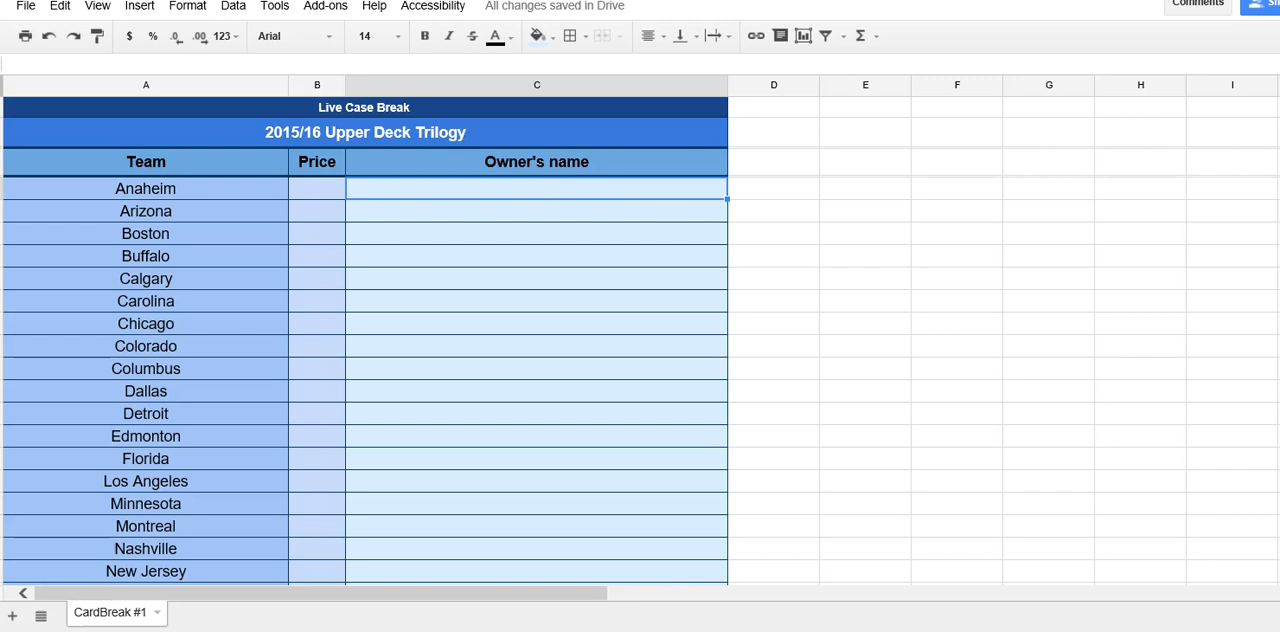 File Edit View Insert Format Data Tools Add-ons Help Accessibility All changes saved in Drive Comments
$ % .0 .00 123 Arial 14 B I S A Σ
A B C D E F G H I
Live Case Break
2015/16 Upper Deck Trilogy
Team Price Owner's name
Anaheim
Arizona
Boston
Buffalo
Calgary
Carolina
Chicago
Colorado
Columbus
Dallas
Detroit
Edmonton
Florida
Los Angeles
Minnesota
Montreal
Nashville
New Jersey
CardBreak #1